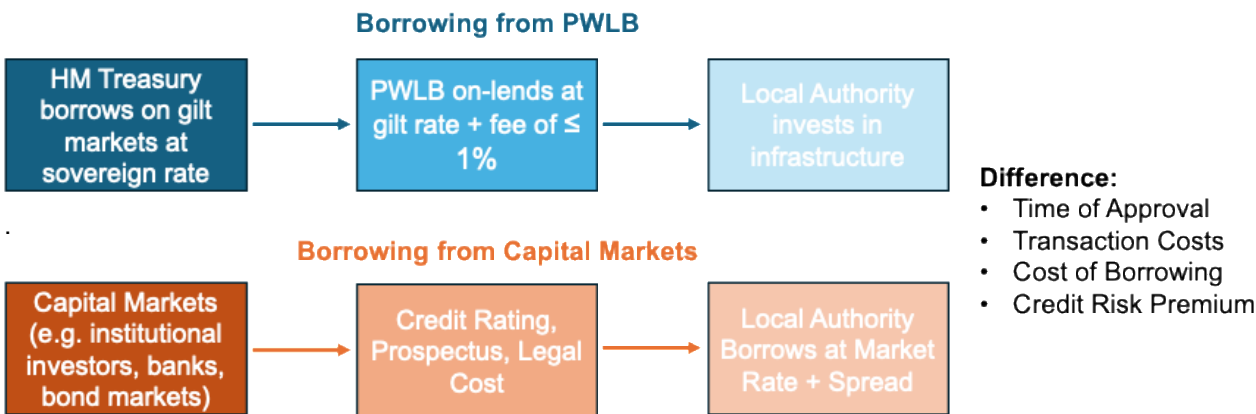 Borrowing from PWLB
HM Treasury
borrows on gilt
markets at
sovereign rate
PWLB on-lends at
gilt rate + fee of ≤
1%
Local Authority
invests in
infrastructure
.
Borrowing from Capital Markets
Capital Markets
(e.g. institutional
investors, banks,
bond markets)
Credit Rating,
Prospectus, Legal
Cost
Local Authority
Borrows at Market
Rate + Spread
Difference:
• Time of Approval
• Transaction Costs
• Cost of Borrowing
• Credit Risk Premium